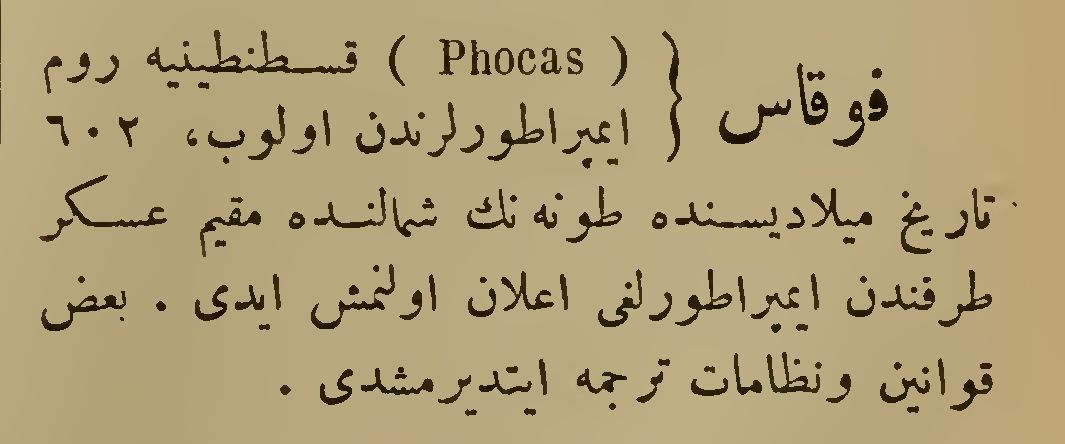 فوقاس { ( Phocas ) قسطنطينيه روم
ايمپراطورلرندن اولوب، ٦٠٢
تاريخ ميلاديسنده طونه نك شمالنده مقيم عسكر
طرفندن ايمپراطورلغى اعلان اولنمش ايدى . بعض
قوانين ونظامات ترجمه ايتديرمشدى .